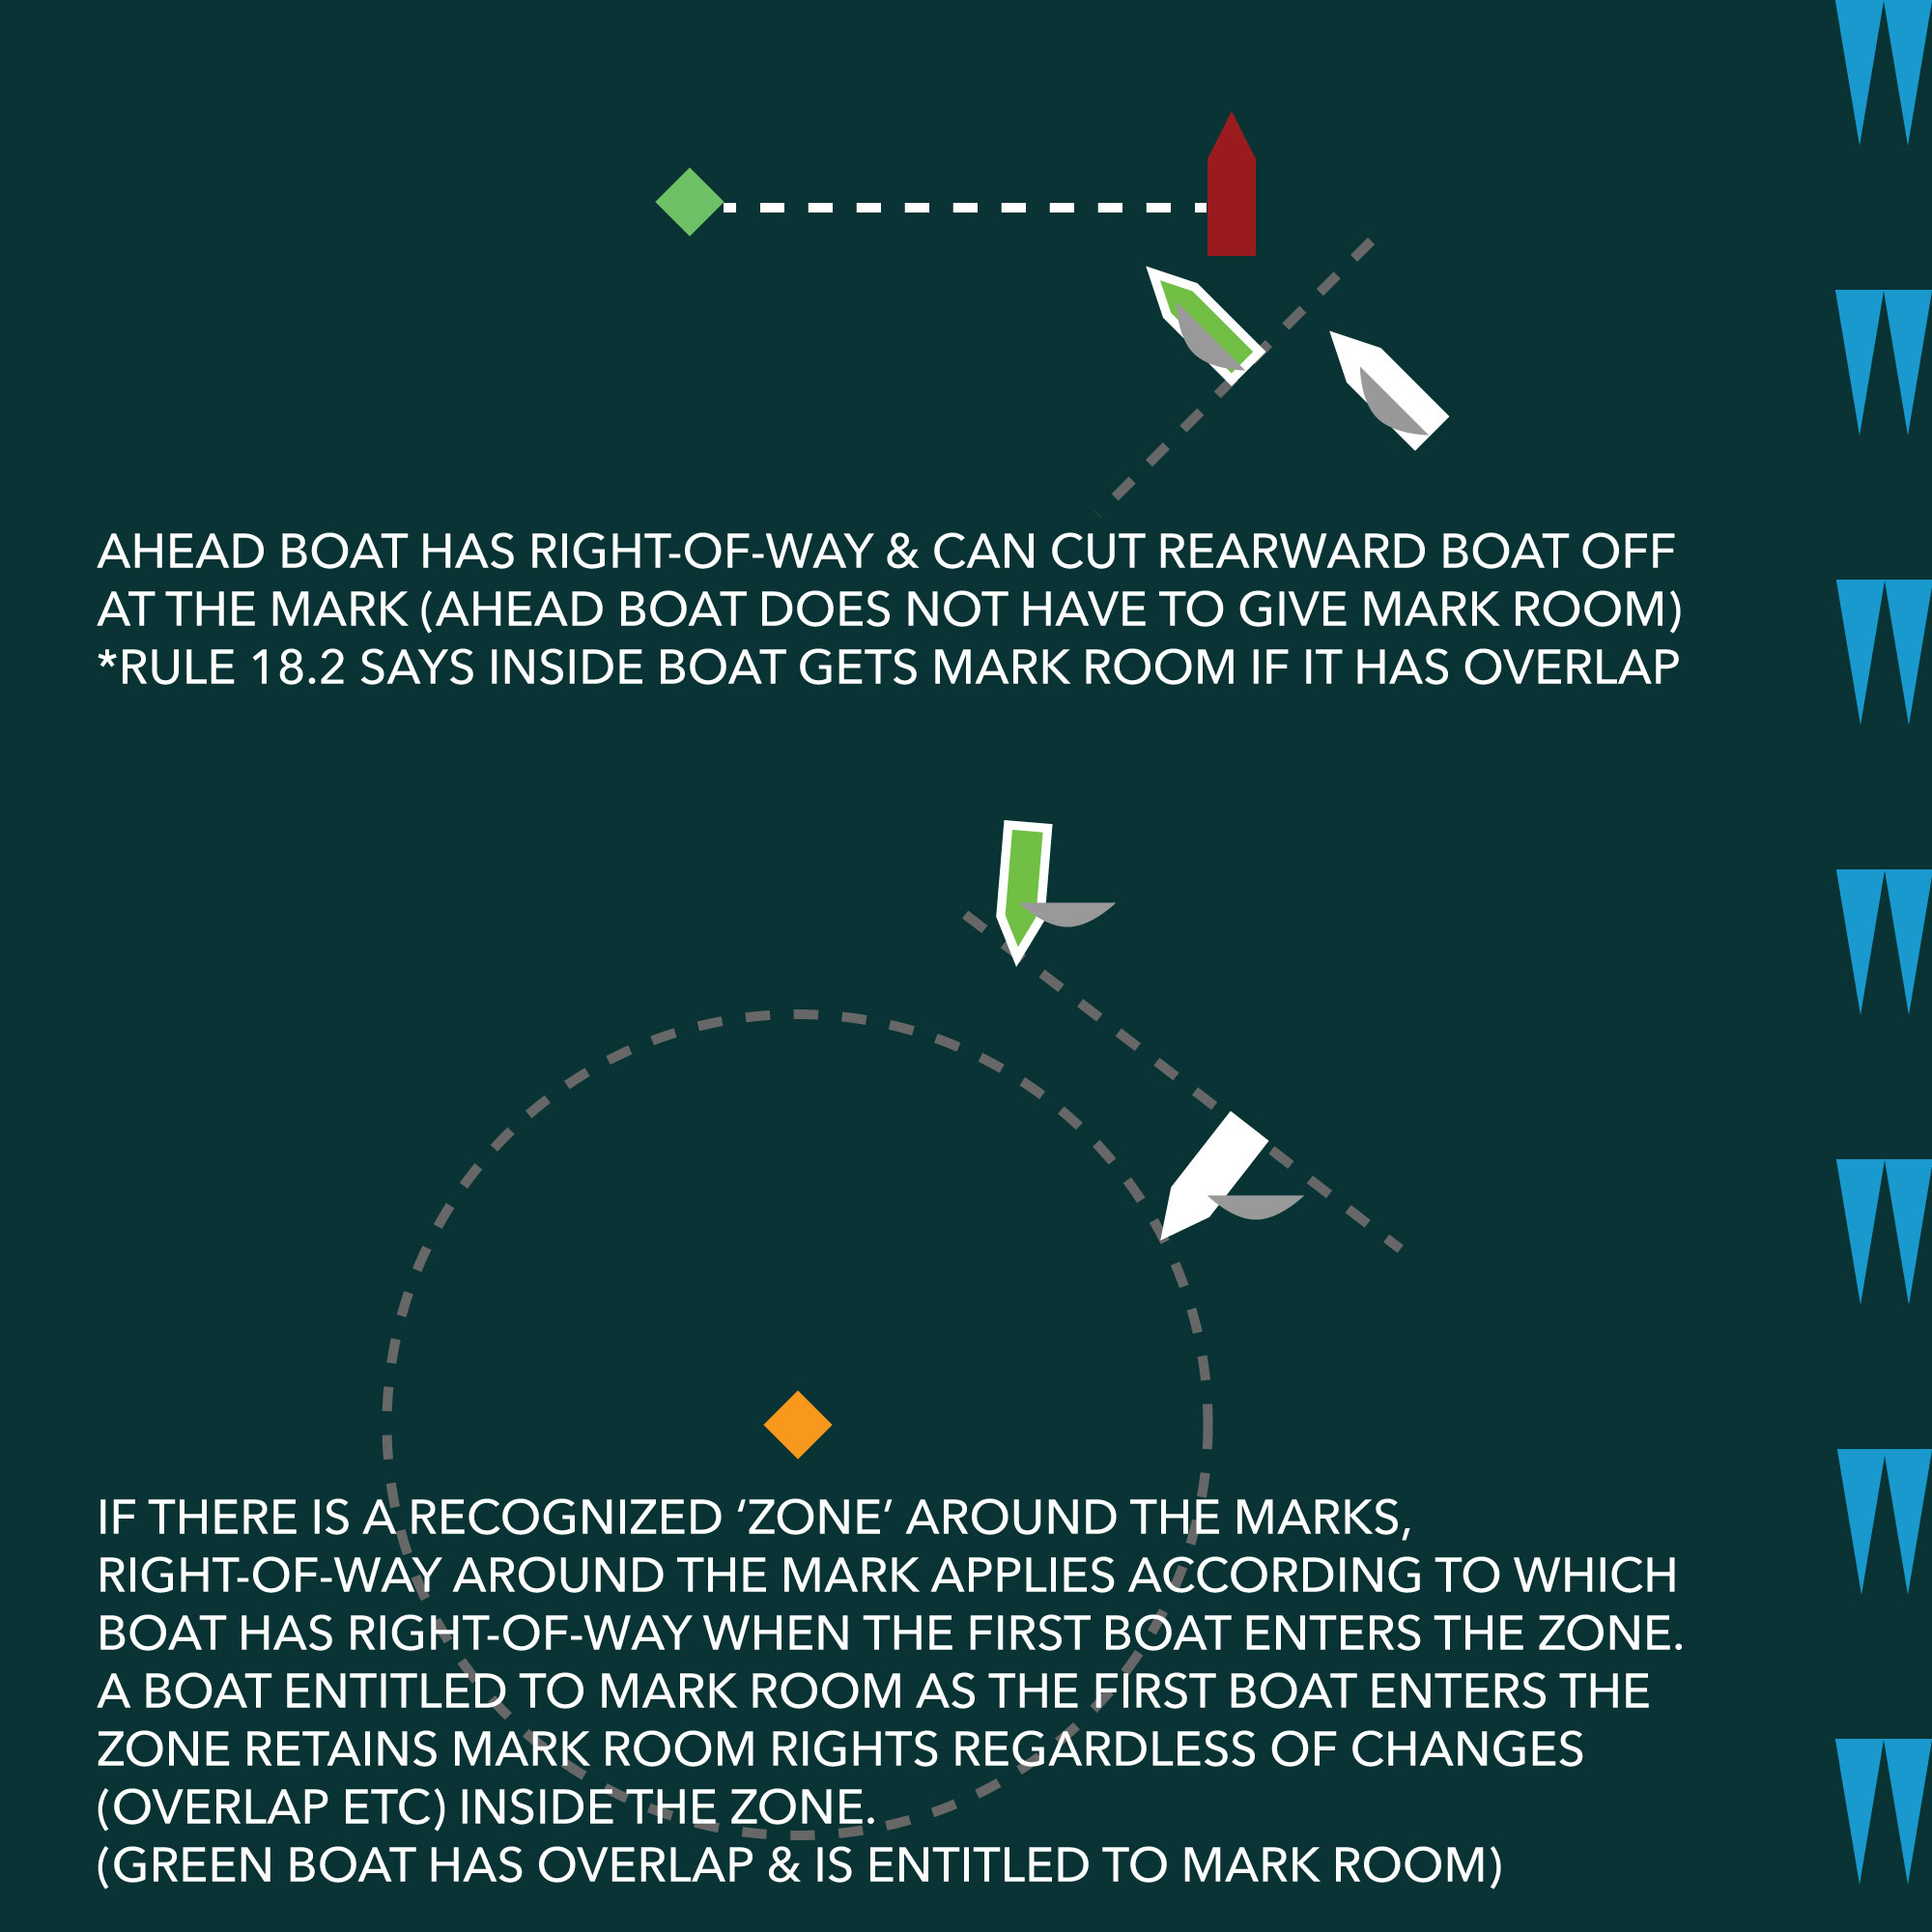 AHEAD BOAT HAS RIGHT-OF-WAY & CAN CUT REARWARD BOAT OFF
AT THE MARK (AHEAD BOAT DOES NOT HAVE TO GIVE MARK ROOM)
*RULE 18.2 SAYS INSIDE BOAT GETS MARK ROOM IF IT HAS OVERLAP
IF THERE IS A RECOGNIZED ‘ZONE’ AROUND THE MARKS,
RIGHT-OF-WAY AROUND THE MARK APPLIES ACCORDING TO WHICH
BOAT HAS RIGHT-OF-WAY WHEN THE FIRST BOAT ENTERS THE ZONE.
A BOAT ENTITLED TO MARK ROOM AS THE FIRST BOAT ENTERS THE
ZONE RETAINS MARK ROOM RIGHTS REGARDLESS OF CHANGES
(OVERLAP ETC) INSIDE THE ZONE.
(GREEN BOAT HAS OVERLAP & IS ENTITLED TO MARK ROOM)